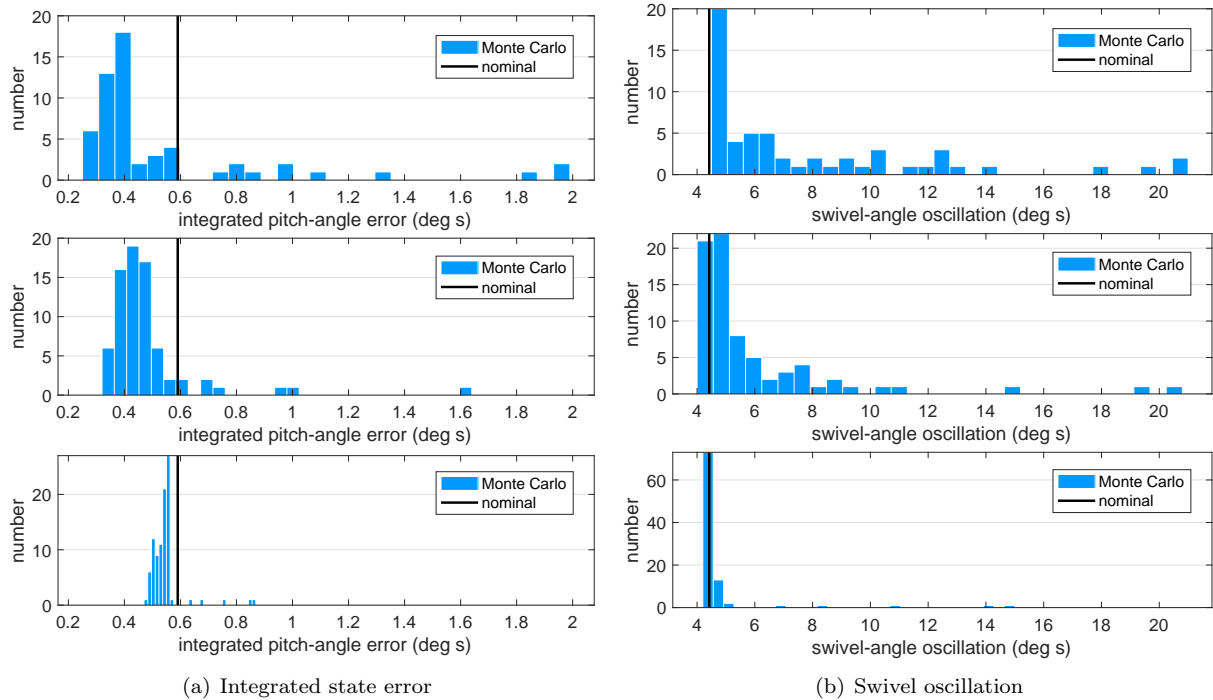 20
15
10
5
0
number
Monte Carlo
nominal
0.2 0.4 0.6 0.8 1 1.2 1.4 1.6 1.8 2
integrated pitch-angle error (deg s)
20
15
10
5
0
number
Monte Carlo
nominal
4 6 8 10 12 14 16 18 20
swivel-angle oscillation (deg s)
20
15
10
5
0
number
Monte Carlo
nominal
0.2 0.4 0.6 0.8 1 1.2 1.4 1.6 1.8 2
integrated pitch-angle error (deg s)
20
15
10
5
0
number
Monte Carlo
nominal
4 6 8 10 12 14 16 18 20
swivel-angle oscillation (deg s)
20
10
0
number
Monte Carlo
nominal
0.2 0.4 0.6 0.8 1 1.2 1.4 1.6 1.8 2
integrated pitch-angle error (deg s)
60
40
20
0
number
Monte Carlo
nominal
4 6 8 10 12 14 16 18 20
swivel-angle oscillation (deg s)
(a) Integrated state error
(b) Swivel oscillation